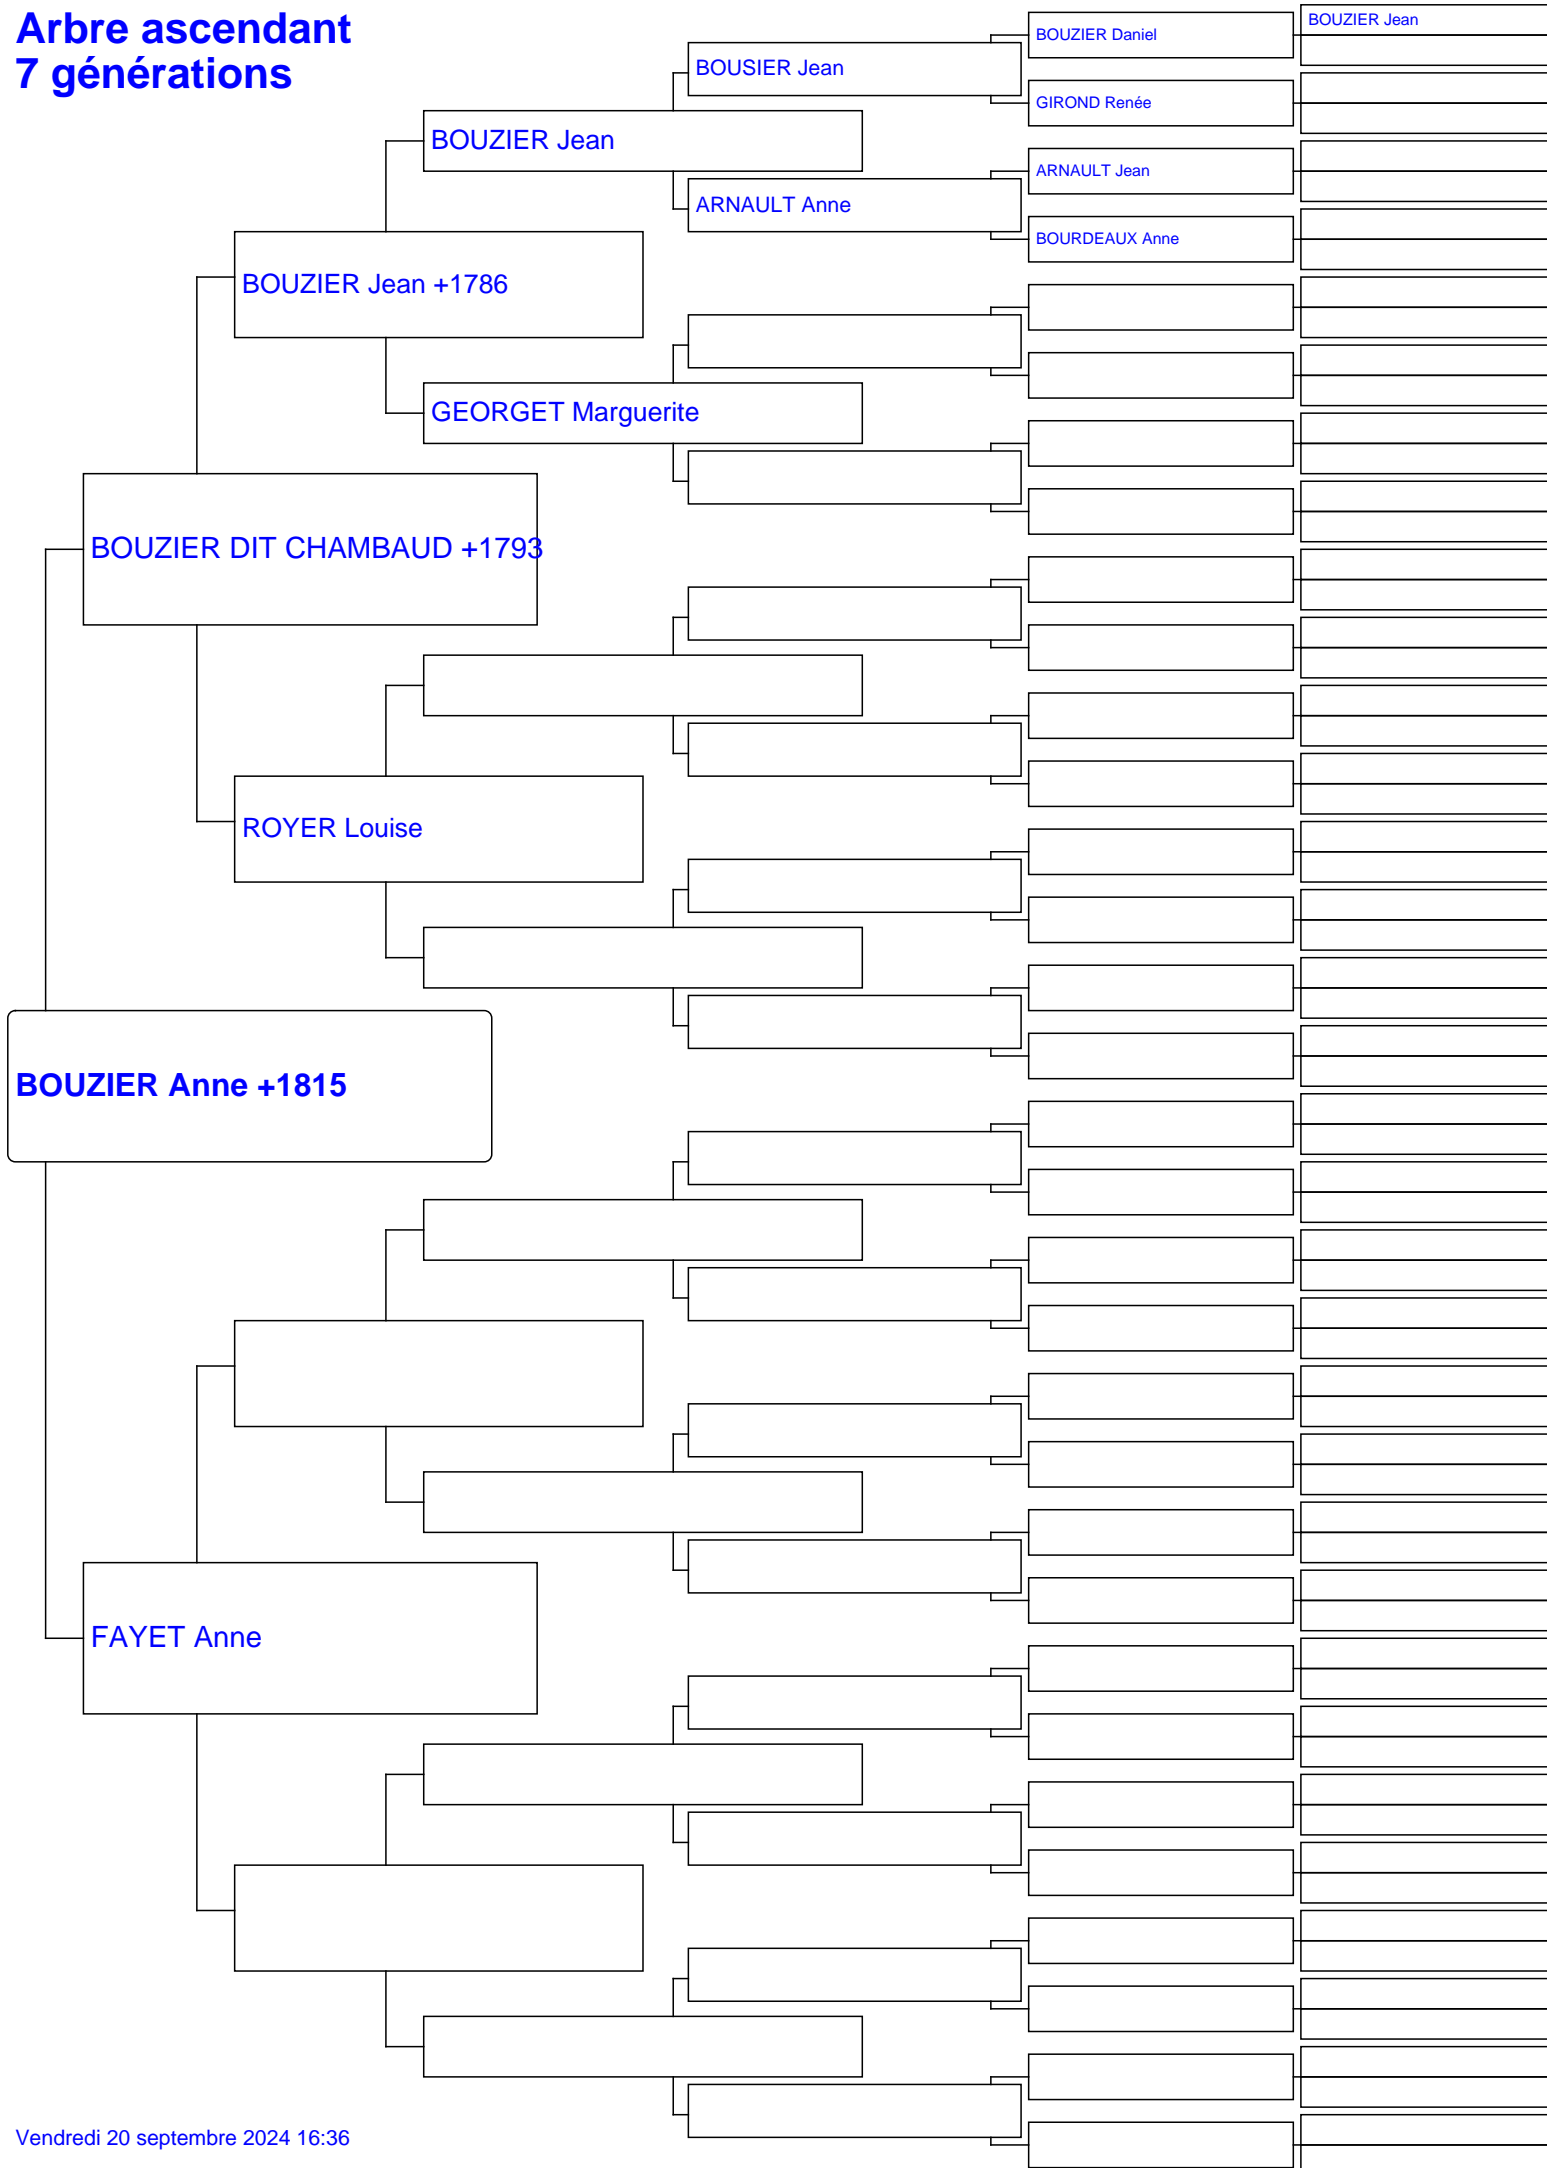 Arbre ascendant
7 générations
BOUZIER Jean
BOUZIER Daniel
BOUSIER Jean
GIROND Renée
BOUZIER Jean
ARNAULT Jean
ARNAULT Anne
BOURDEAUX Anne
BOUZIER Jean +1786
GEORGET Marguerite
BOUZIER DIT CHAMBAUD +1793
ROYER Louise
BOUZIER Anne +1815
FAYET Anne
Vendredi 20 septembre 2024 16:36